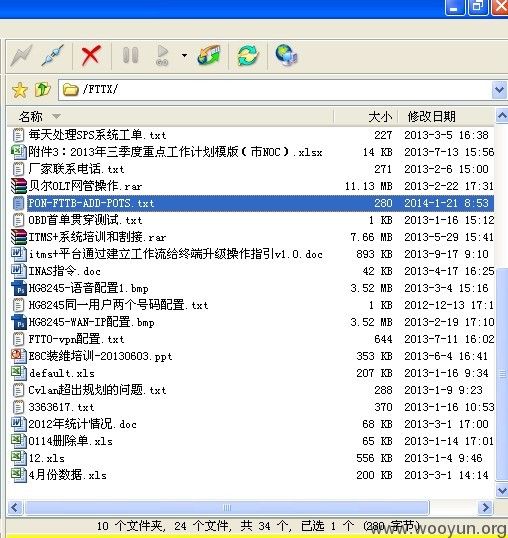 /FTTX/
名称 大小 修改日期
每天处理SPS系统工单.txt 227 2013-3-5 16:38
附件3：2013年三季度重点工作计划模版（市NOC）.xlsx 14 KB 2013-7-13 15:56
厂家联系电话.txt 271 2013-2-6 15:00
贝尔OLT网管操作.rar 11.13 MB 2013-2-22 17:31
PON-FTTB-ADD-POTS.txt 280 2014-1-21 8:53
OBD首单贯穿测试.txt 1 KB 2013-1-16 15:12
ITMS+系统培训和割接.rar 7.66 MB 2013-5-29 15:41
itms+平台通过建立工作流给终端升级操作指引v1.0.doc 893 KB 2013-9-17 9:10
INAS指令.doc 42 KB 2013-4-17 16:25
HG8245-语音配置1.bmp 3.52 MB 2013-3-4 15:16
HG8245同一用户两个号码配置.txt 1 KB 2012-12-13 17:1
HG8245-WAN-IP配置.bmp 3.52 MB 2013-2-19 17:10
FTTO-vpn配置.txt 644 2013-7-11 16:02
E8C装维培训-20130603.ppt 353 KB 2013-6-4 16:41
default.xls 207 KB 2013-1-16 9:34
Cvlan超出规划的问题.txt 288 2013-1-9 9:23
3363617.txt 370 2013-1-16 10:53
2012年统计情况.doc 68 KB 2013-3-1 17:00
0114删除单.xls 65 KB 2013-1-14 17:01
12.xls 556 KB 2013-1-4 9:46
4月份数据.xls 200 KB 2013-3-1 14:14
10 个文件夹, 24 个文件, 共 34 个, 已选 1 个 (280 字节)
www.wooyun.org